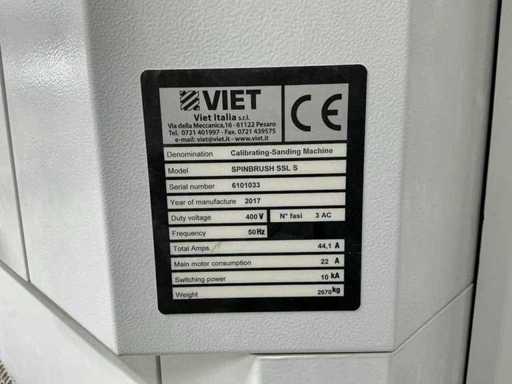 VIET
Viet Italia s.r.l.
Via della Meccanica,16 - 61122 Pesaro
Tel. 0721 401997 - Fax. 0721 439575
e-mail: viet@viet.it - www.viet.it
CE
Denomination Calibrating-Sanding Machine
Model SPINBRUSH SSL S
Serial number 6101033
Year of manufacture 2017
Duty voltage 400 V N° fasi 3 AC
Frequency 50 Hz
Total Amps 44,1 A
Main motor consumption 22 A
Switching power 10 kA
Weight 2670 kg